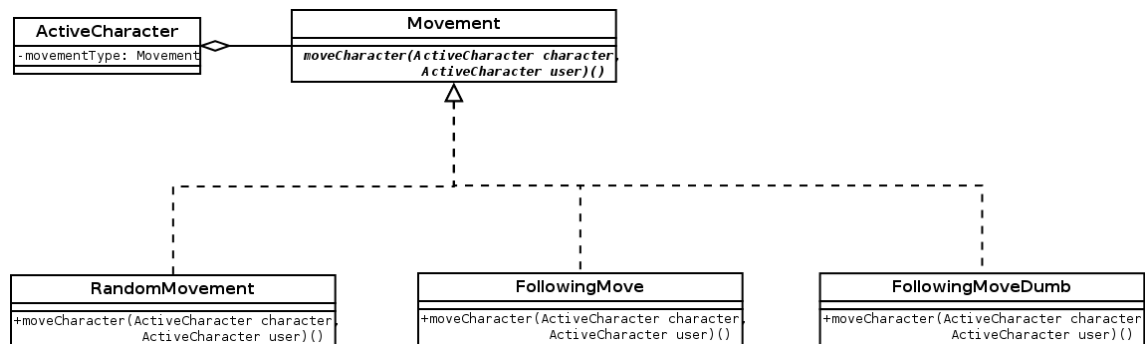 ActiveCharacter
-movementType: Movement
Movement
moveCharacter(ActiveCharacter character,
ActiveCharacter user)()
RandomMovement
+moveCharacter(ActiveCharacter character,
ActiveCharacter user)()
FollowingMove
+moveCharacter(ActiveCharacter character,
ActiveCharacter user)()
FollowingMoveDumb
+moveCharacter(ActiveCharacter character,
ActiveCharacter user)()